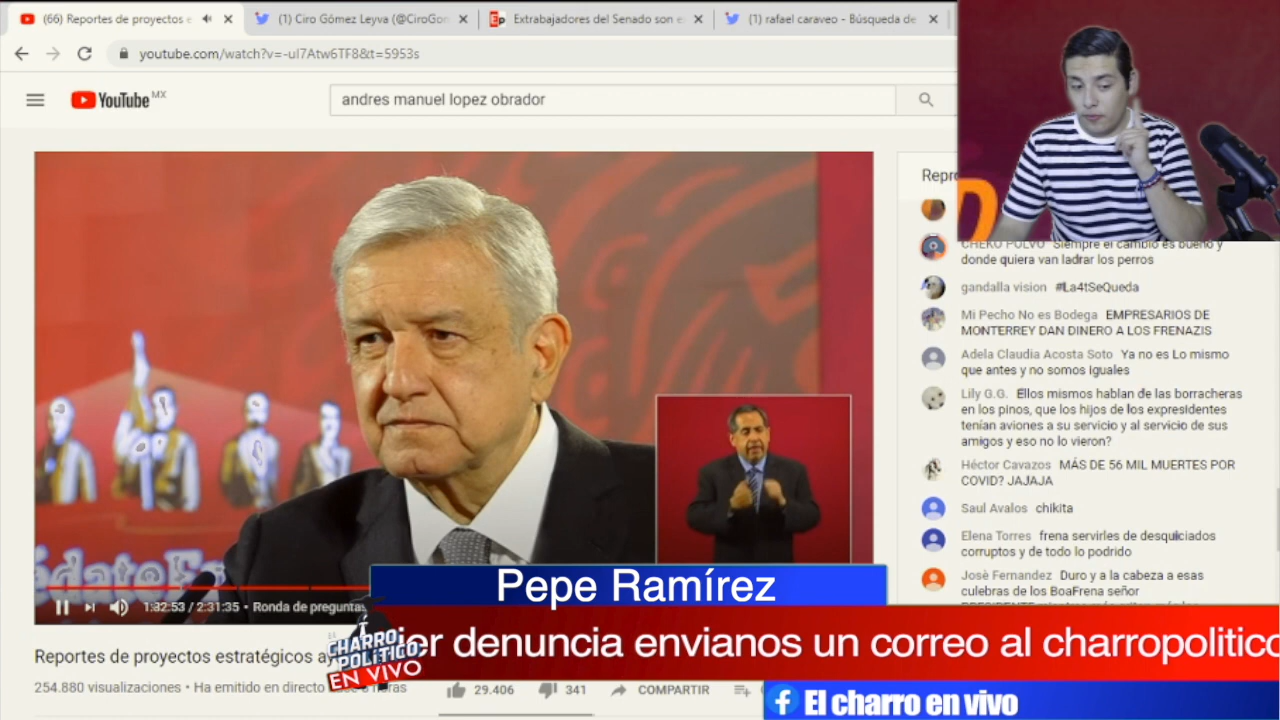 (66) Reportes de proyectos e
(1) Ciro Gómez Leyva (@CiroGon
Extrabajadores del Senado son e
(1) rafael caraveo - Búsqueda de
youtube.com/watch?v=-ul7Atw6TF8&t=5953s
YouTube MX
andres manuel lopez obrador
Repr
CHEKO POLVO Siempre el cambio es bueno y
donde quiera van ladrar los perros
gandalla vision #La4tSeQueda
Mi Pecho No es Bodega EMPRESARIOS DE
MONTERREY DAN DINERO A LOS FRENAZIS
Adela Claudia Acosta Soto Ya no es Lo mismo
que antes y no somos iguales
Lily G.G. Ellos mismos hablan de las borracheras
en los pinos, que los hijos de los expresidentes
tenían aviones a su servicio y al servicio de sus
amigos y eso no lo vieron?
Héctor Cavazos MÁS DE 56 MIL MUERTES POR
COVID? JAJAJA
Saul Avalos chikita
Elena Torres frena servirles de desquiciados
corruptos y de todo lo podrido
Josè Fernandez Duro y a la cabeza a esas
culebras de los BoaFrena señor
1:32:53 / 2:31:35 • Ronda de preguntas
Pepe Ramírez
CHARRO
POLÍTICO
EN VIVO
ier denuncia envianos un correo al charropolitico
Reportes de proyectos estratégicos ay
254.880 visualizaciones • Ha emitido en directo
29.406
341
COMPARTIR
El charro en vivo